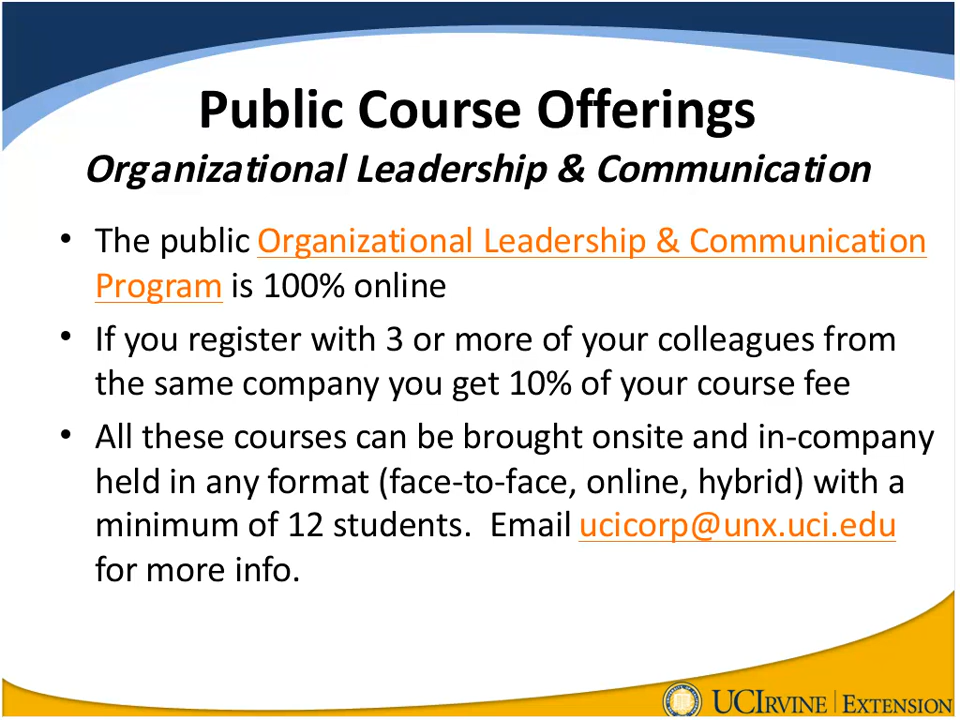 Public Course Offerings
Organizational Leadership & Communication
• The public Organizational Leadership & Communication
Program is 100% online
• If you register with 3 or more of your colleagues from
the same company you get 10% of your course fee
• All these courses can be brought onsite and in-company
held in any format (face-to-face, online, hybrid) with a
minimum of 12 students.  Email ucicorp@unx.uci.edu
for more info.
UCIRVINE | EXTENSION